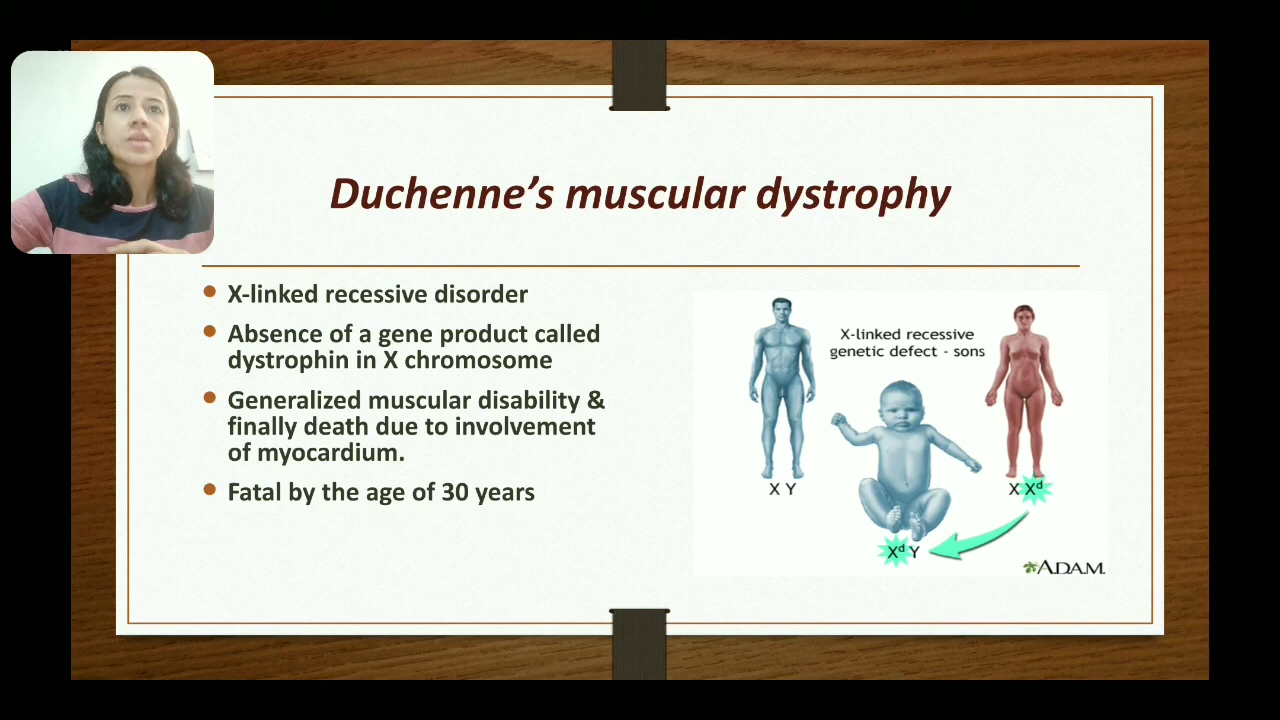 Duchenne’s muscular dystrophy
X-linked recessive disorder
Absence of a gene product called
dystrophin in X chromosome
Generalized muscular disability &
finally death due to involvement
of myocardium.
Fatal by the age of 30 years
X-linked recessive
genetic defect - sons
X Y
X Xd
Xd Y
A.D.A.M.